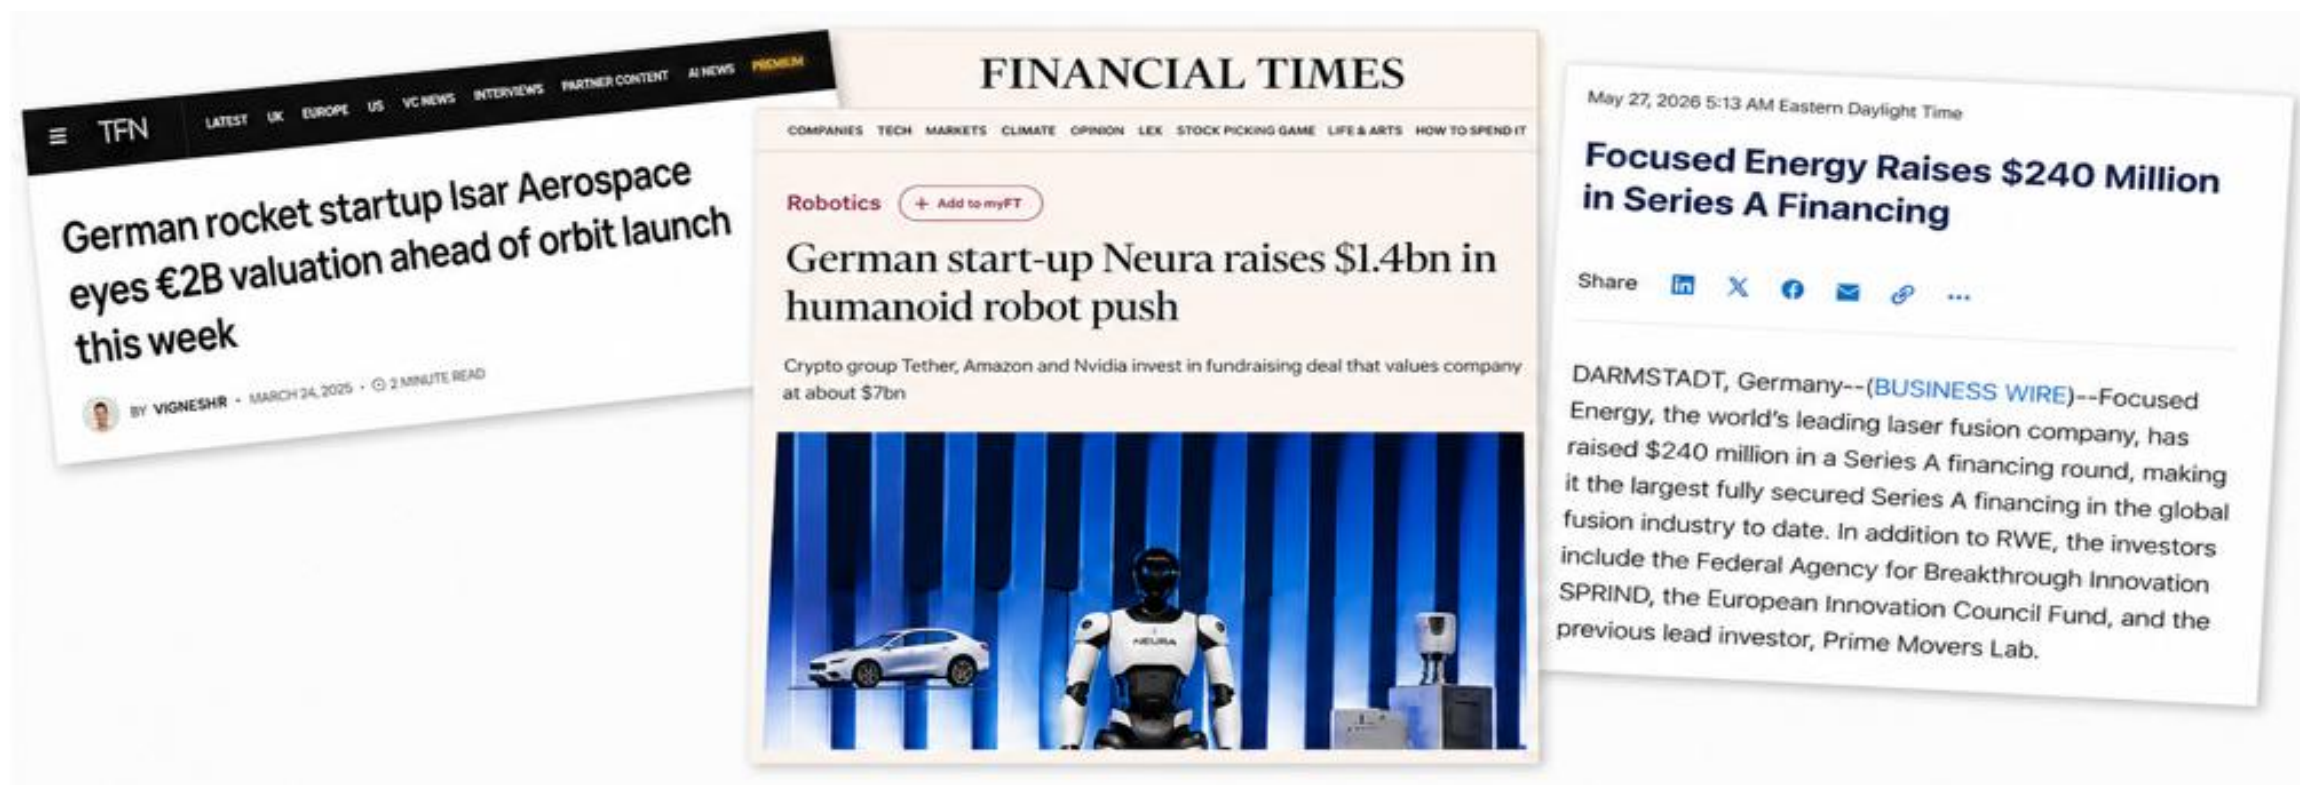 TFN
LATEST UK EUROPE US VC NEWS INTERVIEWS PARTNER CONTENT AI NEWS PREMIUM
German rocket startup Isar Aerospace
eyes €2B valuation ahead of orbit launch
this week
BY VIGNESHR • MARCH 24, 2025 • 2 MINUTE READ
FINANCIAL TIMES
COMPANIES TECH MARKETS CLIMATE OPINION LEX STOCK PICKING GAME LIFE & ARTS HOW TO SPEND IT
Robotics + Add to myFT
German start-up Neura raises $1.4bn in
humanoid robot push
Crypto group Tether, Amazon and Nvidia invest in fundraising deal that values company
at about $7bn
NEURA
May 27, 2026 5:13 AM Eastern Daylight Time
Focused Energy Raises $240 Million
in Series A Financing
Share
DARMSTADT, Germany--(BUSINESS WIRE)--Focused
Energy, the world's leading laser fusion company, has
raised $240 million in a Series A financing round, making
it the largest fully secured Series A financing in the global
fusion industry to date. In addition to RWE, the investors
include the Federal Agency for Breakthrough Innovation
SPRIND, the European Innovation Council Fund, and the
previous lead investor, Prime Movers Lab.